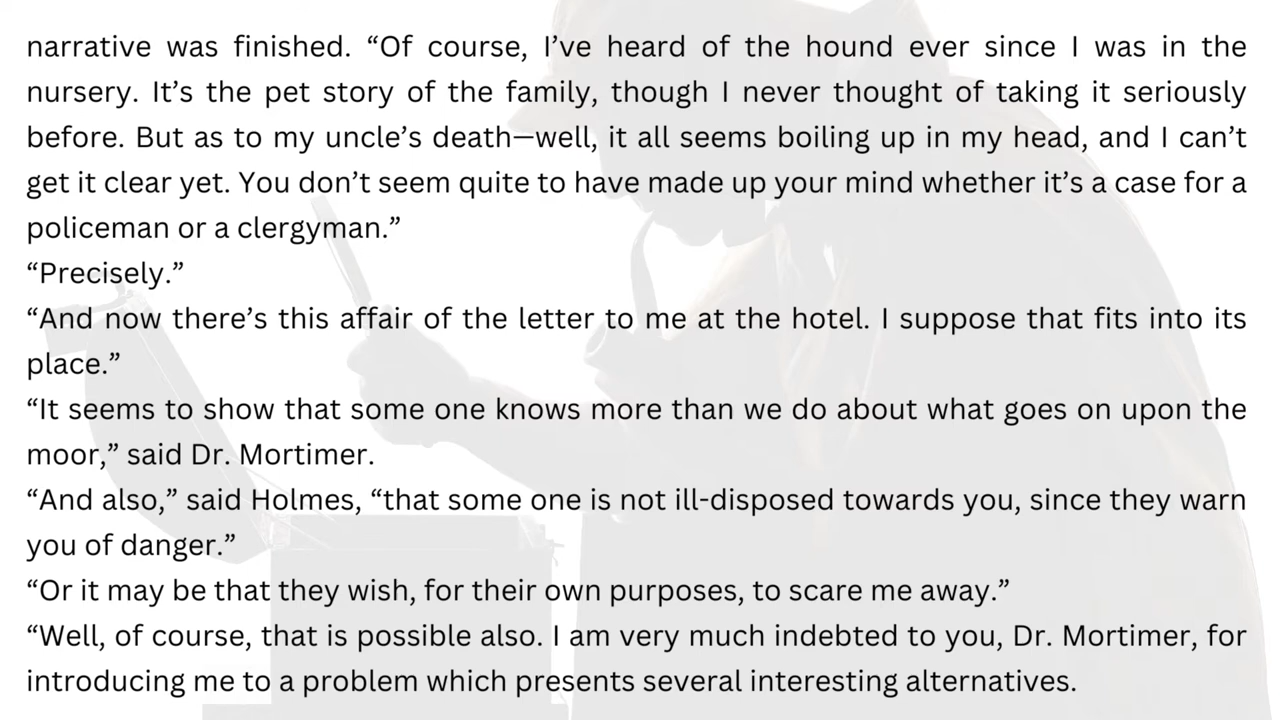 narrative was finished. “Of course, I’ve heard of the hound ever since I was in the
nursery. It’s the pet story of the family, though I never thought of taking it seriously
before. But as to my uncle’s death—well, it all seems boiling up in my head, and I can’t
get it clear yet. You don’t seem quite to have made up your mind whether it’s a case for a
policeman or a clergyman.”
“Precisely.”
“And now there’s this affair of the letter to me at the hotel. I suppose that fits into its
place.”
“It seems to show that some one knows more than we do about what goes on upon the
moor,” said Dr. Mortimer.
“And also,” said Holmes, “that some one is not ill-disposed towards you, since they warn
you of danger.”
“Or it may be that they wish, for their own purposes, to scare me away.”
“Well, of course, that is possible also. I am very much indebted to you, Dr. Mortimer, for
introducing me to a problem which presents several interesting alternatives.